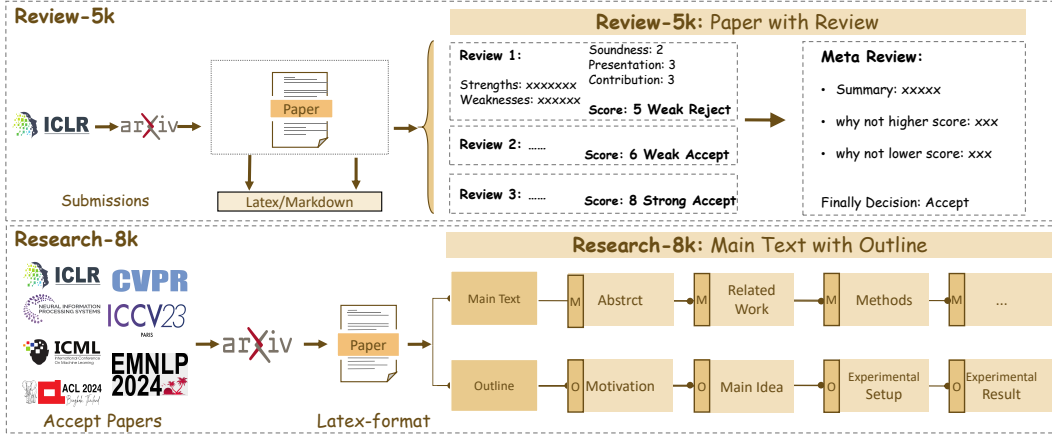 Review-5k
Review-5k: Paper with Review
ICLR
arXiv
Paper
Submissions
Latex/Markdown
Review 1:
Soundness: 2
Presentation: 3
Contribution: 3
Strengths: xxxxxxx
Weaknesses: xxxxxx
Score: 5 Weak Reject
Review 2: ......
Score: 6 Weak Accept
Review 3: ......
Score: 8 Strong Accept
Meta Review:
• Summary: xxxxx
• why not higher score: xxx
• why not lower score: xxx
Finally Decision: Accept
Research-8k
Research-8k: Main Text with Outline
ICLR
CVPR
NEURAL INFORMATION
PROCESSING SYSTEMS
ICCV23
PARIS
ICML
International Conference
On Machine Learning
EMNLP
2024
ACL 2024
Bangkok, Thailand
Accept Papers
arXiv
Paper
Latex-format
Main Text
M
Abstrct
M
Related
Work
M
Methods
M
...
Outline
O
Motivation
O
Main Idea
O
Experimental
Setup
O
Experimental
Result